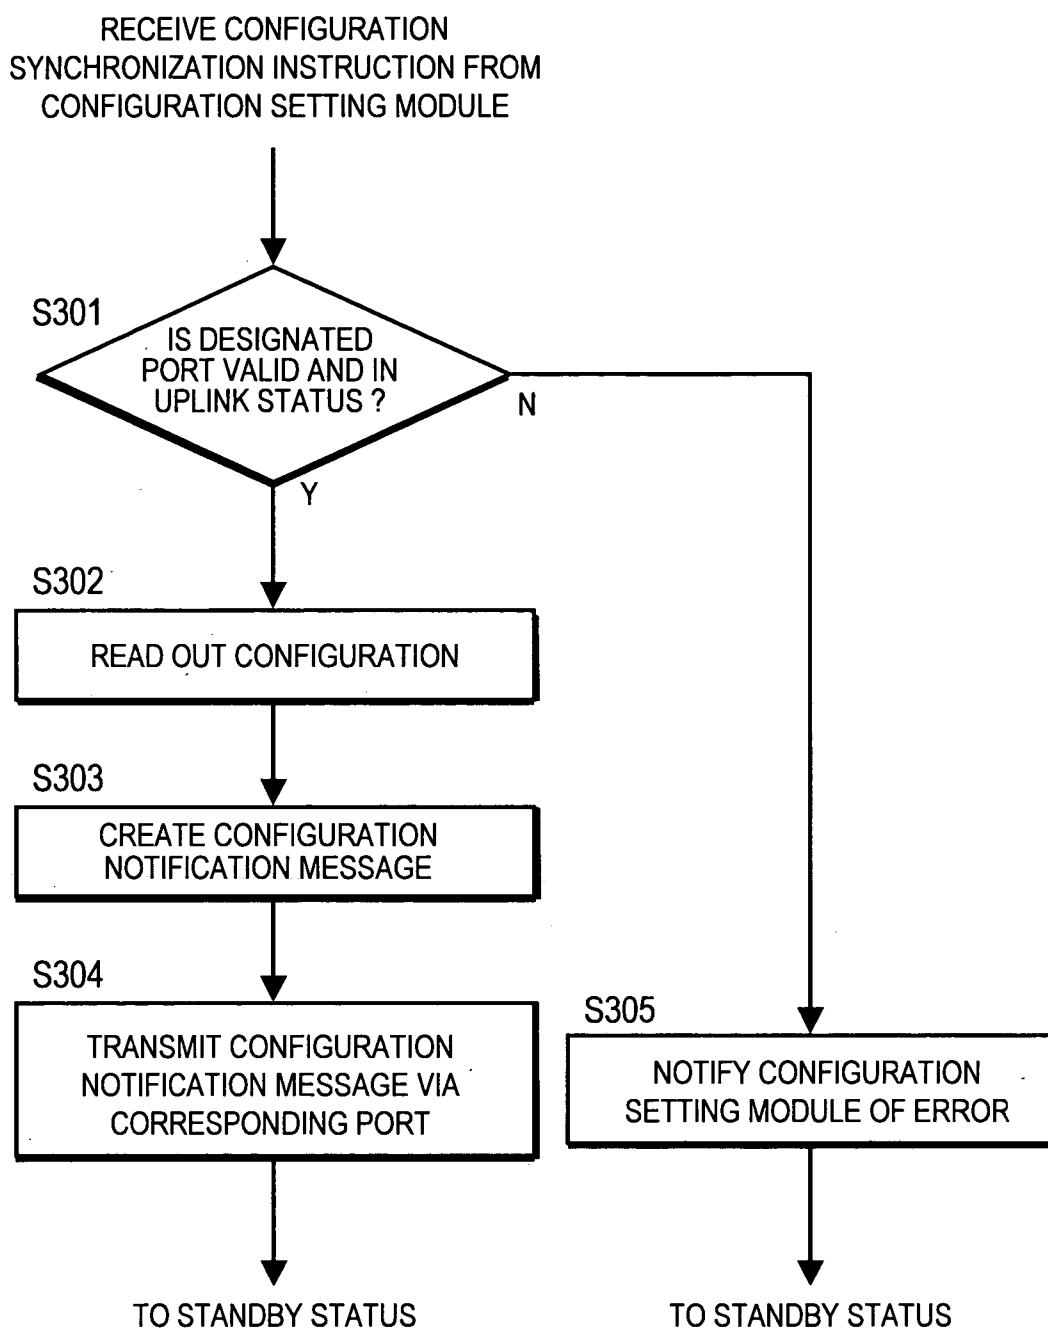 RECEIVE CONFIGURATION
SYNCHRONIZATION INSTRUCTION FROM
CONFIGURATION SETTING MODULE
S301
IS DESIGNATED
PORT VALID AND IN
UPLINK STATUS ?
N
Y
S302
READ OUT CONFIGURATION
S303
CREATE CONFIGURATION
NOTIFICATION MESSAGE
S304
TRANSMIT CONFIGURATION
NOTIFICATION MESSAGE VIA
CORRESPONDING PORT
S305
NOTIFY CONFIGURATION
SETTING MODULE OF ERROR
TO STANDBY STATUS
TO STANDBY STATUS